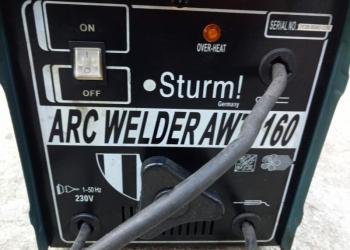 SERIAL NO
ON
OVER-HEAT
OFF
Sturm!
Germany
ARC WELDER AW 160
1~50Hz
230V